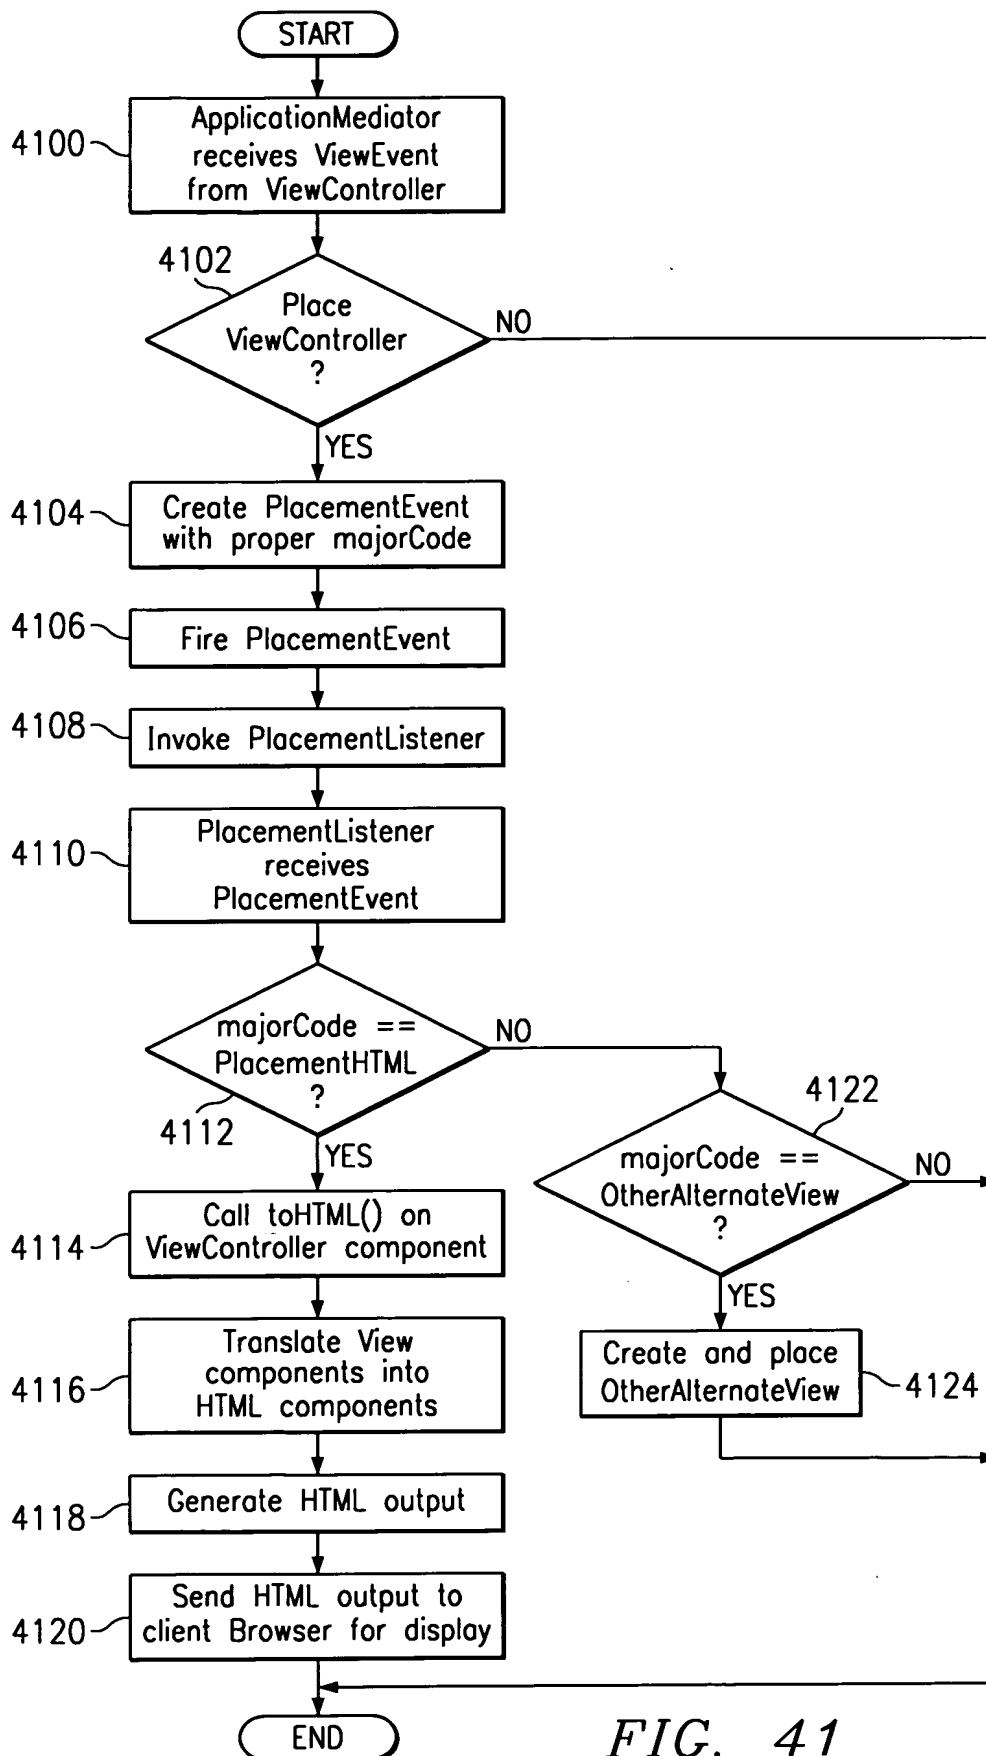 START
4100
ApplicationMediator
receives ViewEvent
from ViewController
4102
Place
ViewController
?
NO
YES
4104
Create PlacementEvent
with proper majorCode
4106
Fire PlacementEvent
4108
Invoke PlacementListener
4110
PlacementListener
receives
PlacementEvent
majorCode ==
PlacementHTML
?
NO
4112
YES
4122
majorCode ==
OtherAlternateView
?
NO
YES
4114
Call toHTML() on
ViewController component
4116
Translate View
components into
HTML components
Create and place
OtherAlternateView
4124
4118
Generate HTML output
4120
Send HTML output to
client Browser for display
END
FIG. 41